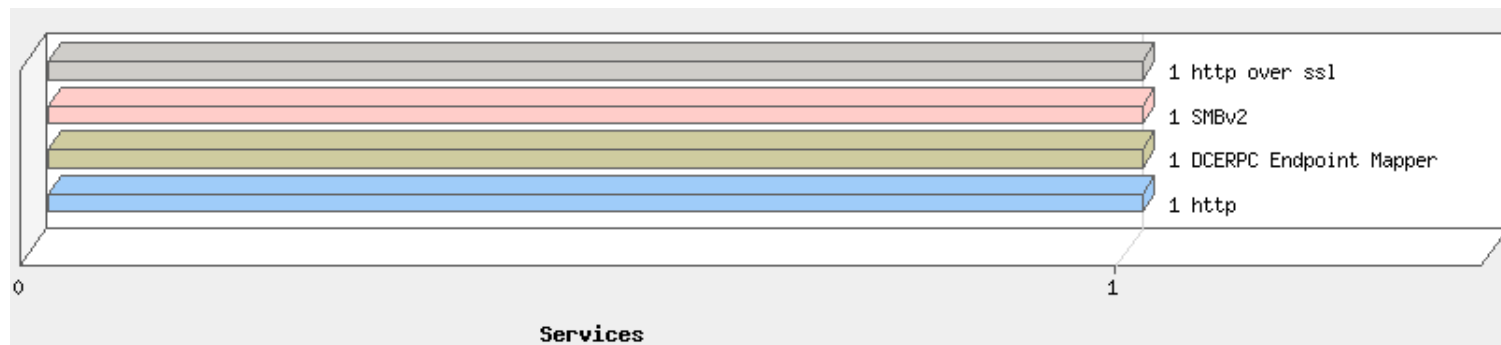 1 http over ssl
1 SMBv2
1 DCERPC Endpoint Mapper
1 http
0
1
Services